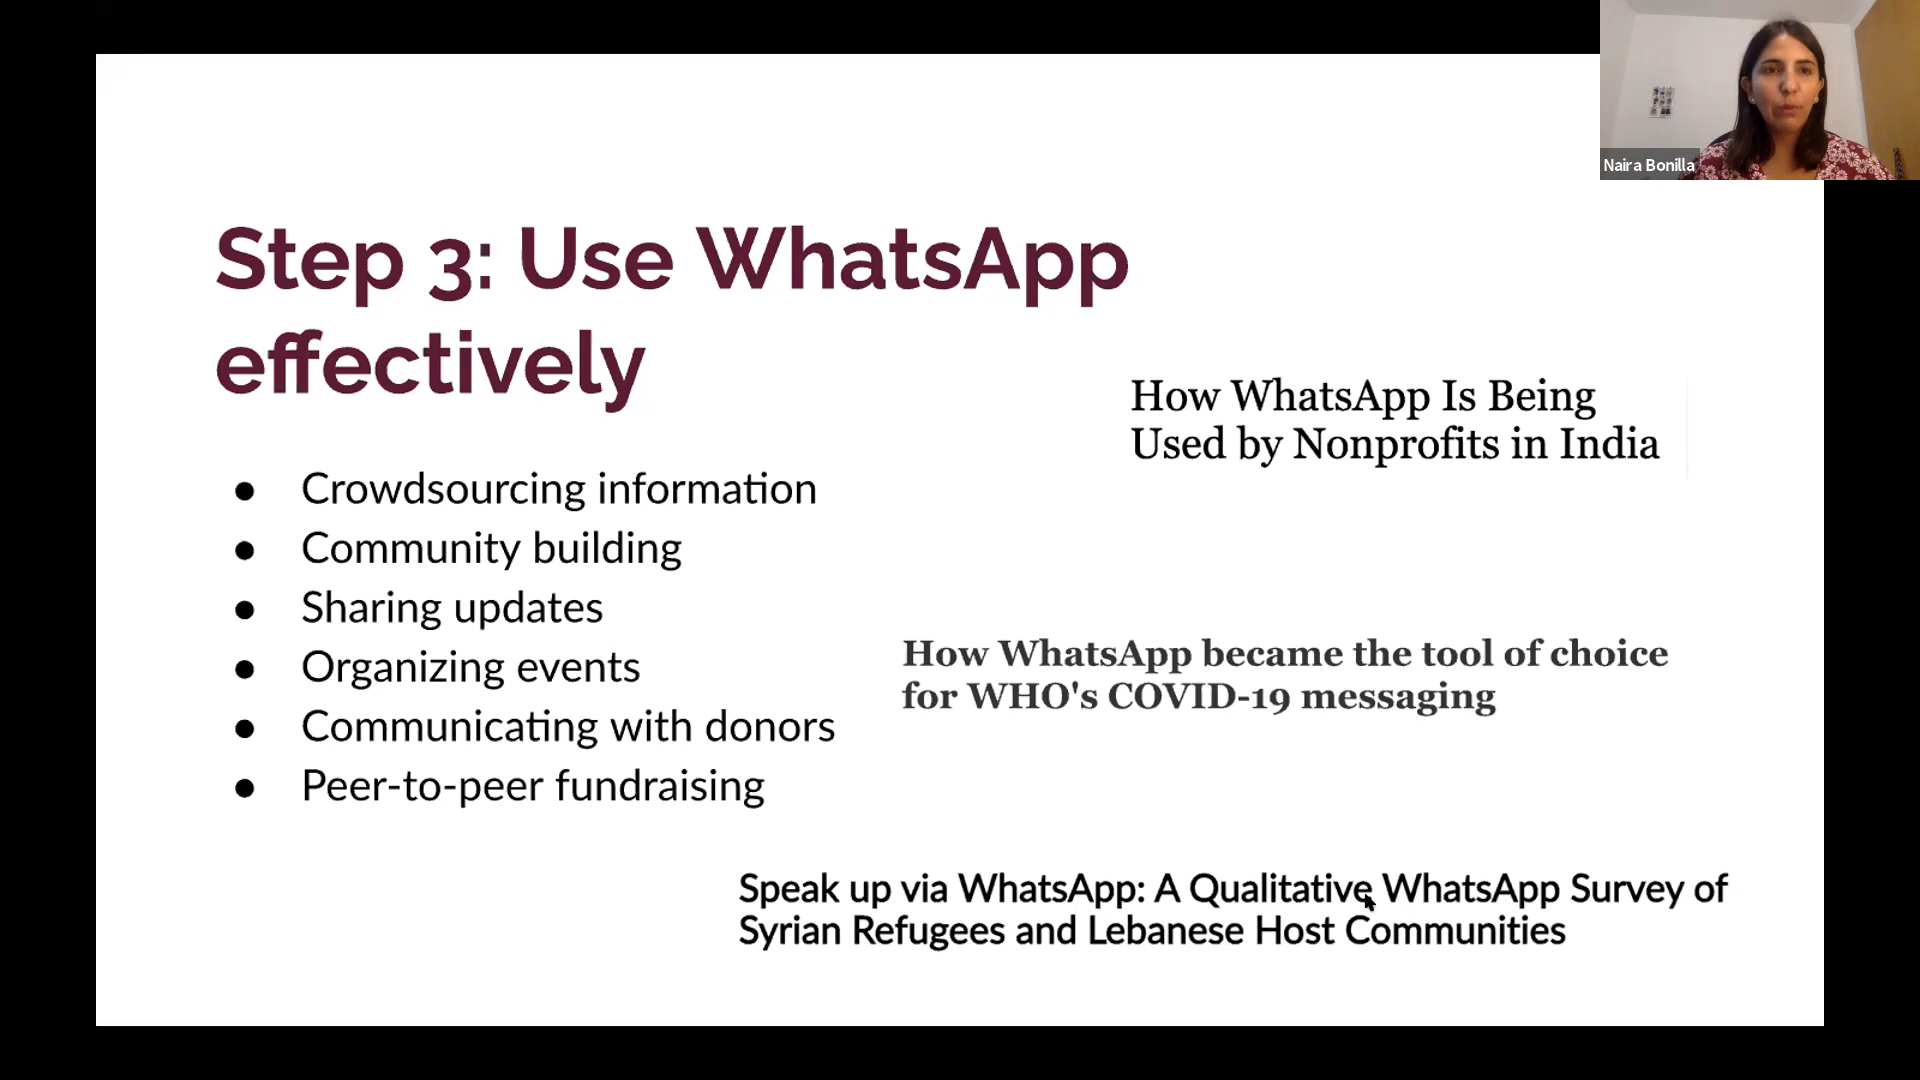 Naira Bonilla
Step 3: Use WhatsApp
effectively
● Crowdsourcing information
● Community building
● Sharing updates
● Organizing events
● Communicating with donors
● Peer-to-peer fundraising
How WhatsApp Is Being
Used by Nonprofits in India
How WhatsApp became the tool of choice
for WHO's COVID-19 messaging
Speak up via WhatsApp: A Qualitative WhatsApp Survey of
Syrian Refugees and Lebanese Host Communities